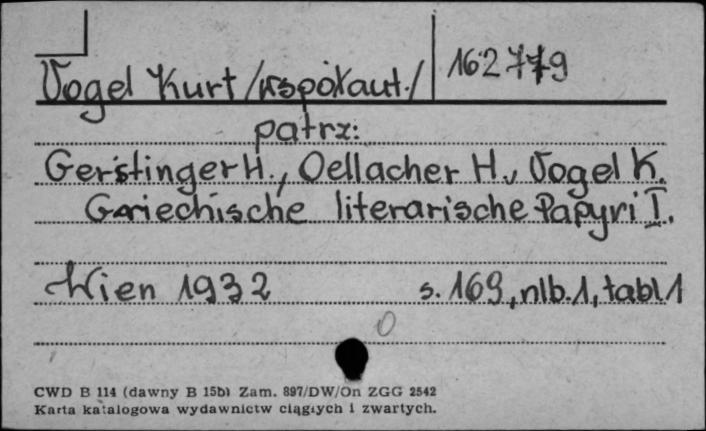 Vogel Kurt /współaut./ 162779
patrz:
Gerstinger H., Oellacher H., Vogel K.
Griechische literarische Papyri I.
Wien 1932 s. 169, nlb. 1, tabl 1
0
CWD B 114 (dawny B 15b) Zam. 897/DW/On ZGG 2542
Karta katalogowa wydawnictw ciągłych i zwartych.